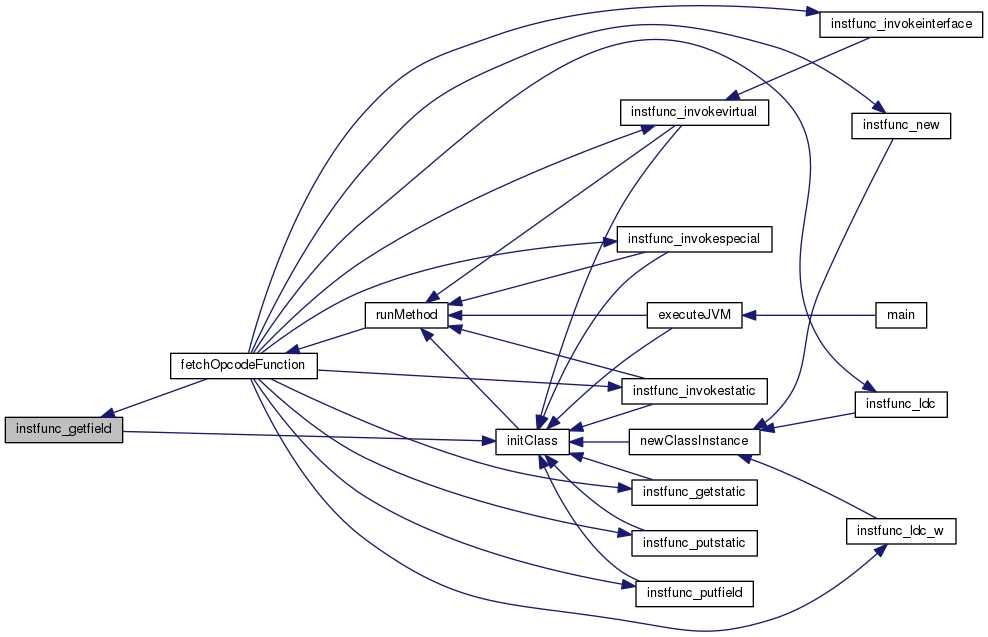 instfunc_invokeinterface
instfunc_invokevirtual
instfunc_new
instfunc_invokespecial
runMethod
executeJVM
main
fetchOpcodeFunction
instfunc_invokestatic
instfunc_ldc
instfunc_getfield
initClass
newClassInstance
instfunc_getstatic
instfunc_ldc_w
instfunc_putstatic
instfunc_putfield